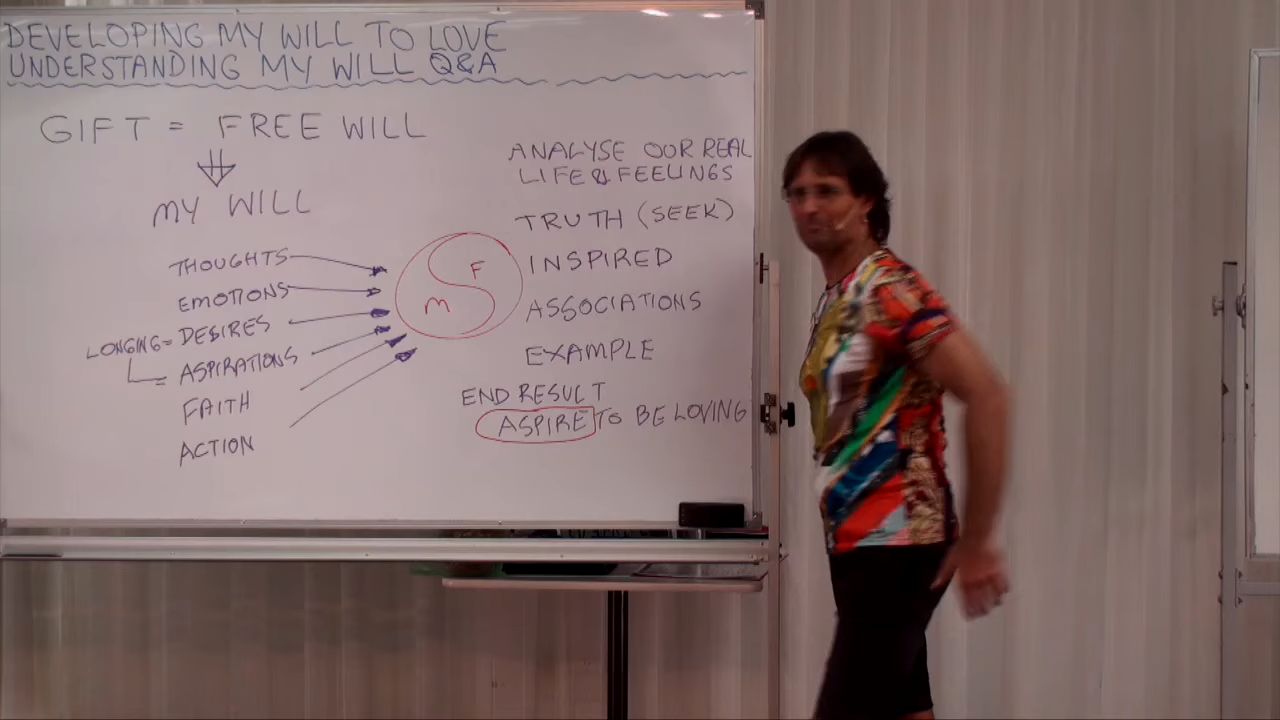 DEVELOPING MY WILL TO LOVE
UNDERSTANDING MY WILL Q&A
GIFT = FREE WILL
MY WILL
THOUGHTS
EMOTIONS
LONGING = DESIRES
= ASPIRATIONS
FAITH
ACTION
F
M
ANALYSE OUR REAL
LIFE & FEELINGS
TRUTH (SEEK)
INSPIRED
ASSOCIATIONS
EXAMPLE
END RESULT
ASPIRE TO BE LOVING